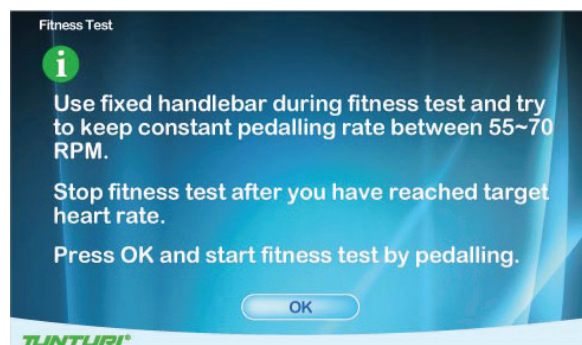 Fitness Test
i
Use fixed handlebar during fitness test and try
to keep constant pedalling rate between 55~70
RPM.
Stop fitness test after you have reached target
heart rate.
Press OK and start fitness test by pedalling.
OK
TUNTURI®